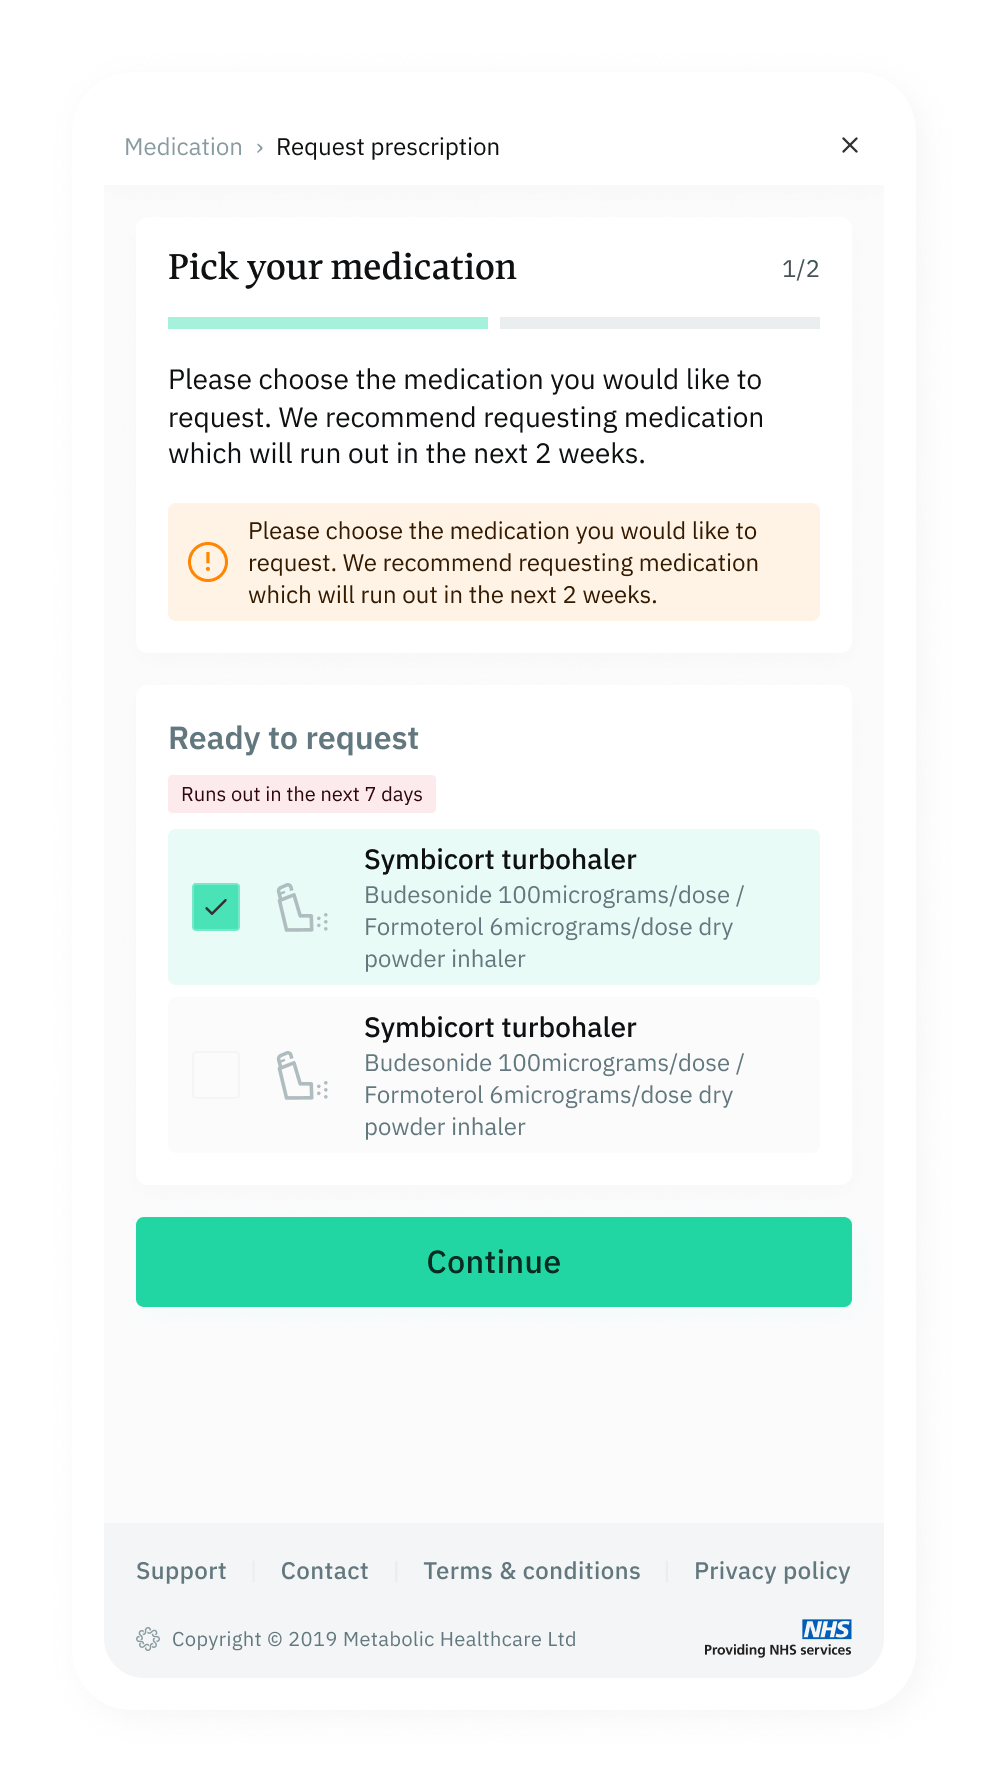 Medication › Request prescription
Pick your medication 1/2
Please choose the medication you would like to
request. We recommend requesting medication
which will run out in the next 2 weeks.
Please choose the medication you would like to
request. We recommend requesting medication
which will run out in the next 2 weeks.
Ready to request
Runs out in the next 7 days
Symbicort turbohaler
Budesonide 100micrograms/dose /
Formoterol 6micrograms/dose dry
powder inhaler
Symbicort turbohaler
Budesonide 100micrograms/dose /
Formoterol 6micrograms/dose dry
powder inhaler
Continue
Support Contact Terms & conditions Privacy policy
Copyright © 2019 Metabolic Healthcare Ltd
NHS
Providing NHS services